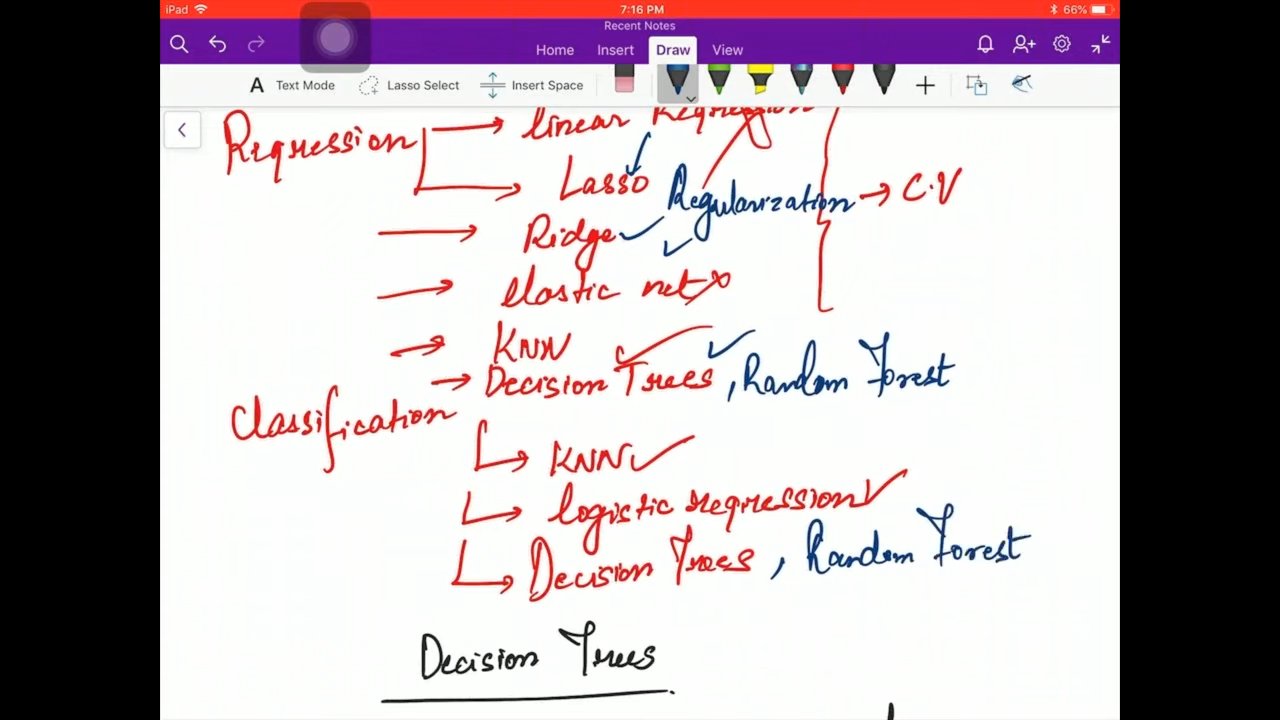 iPad 7:16 PM 66%
Recent Notes
Home Insert Draw View
A Text Mode Lasso Select Insert Space
Regression → linear Regression
→ Lasso Regularization → C.V
→ Ridge
→ elastic net
→ KNN
→ Decision Trees, Random Forest
Classification
→ KNN
→ logistic regression
→ Decision Trees, Random Forest
Decision Trees